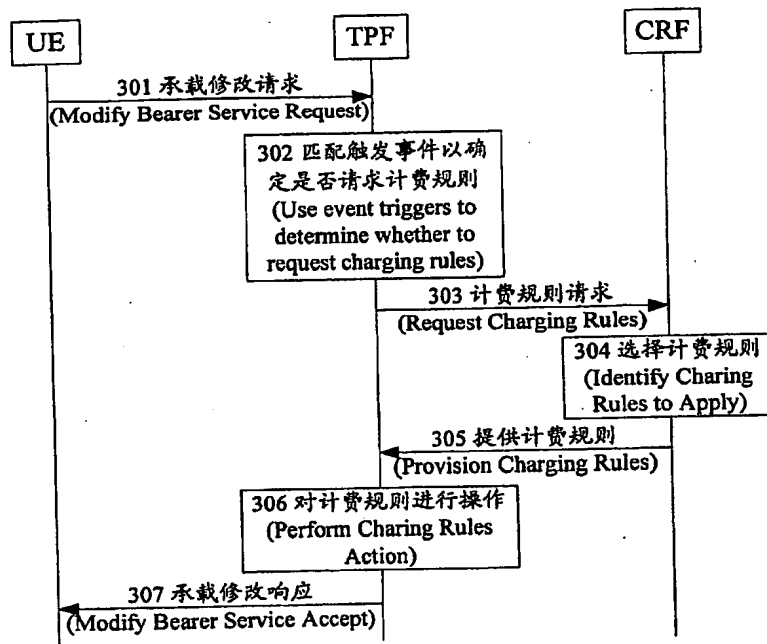 UE
TPF
CRF
301 承载修改请求
(Modify Bearer Service Request)
302 匹配触发事件以确
定是否请求计费规则
(Use event triggers to
determine whether to
request charging rules)
303 计费规则请求
(Request Charging Rules)
304 选择计费规则
(Identify Charing
Rules to Apply)
305 提供计费规则
(Provision Charging Rules)
306 对计费规则进行操作
(Perform Charing Rules
Action)
307 承载修改响应
(Modify Bearer Service Accept)